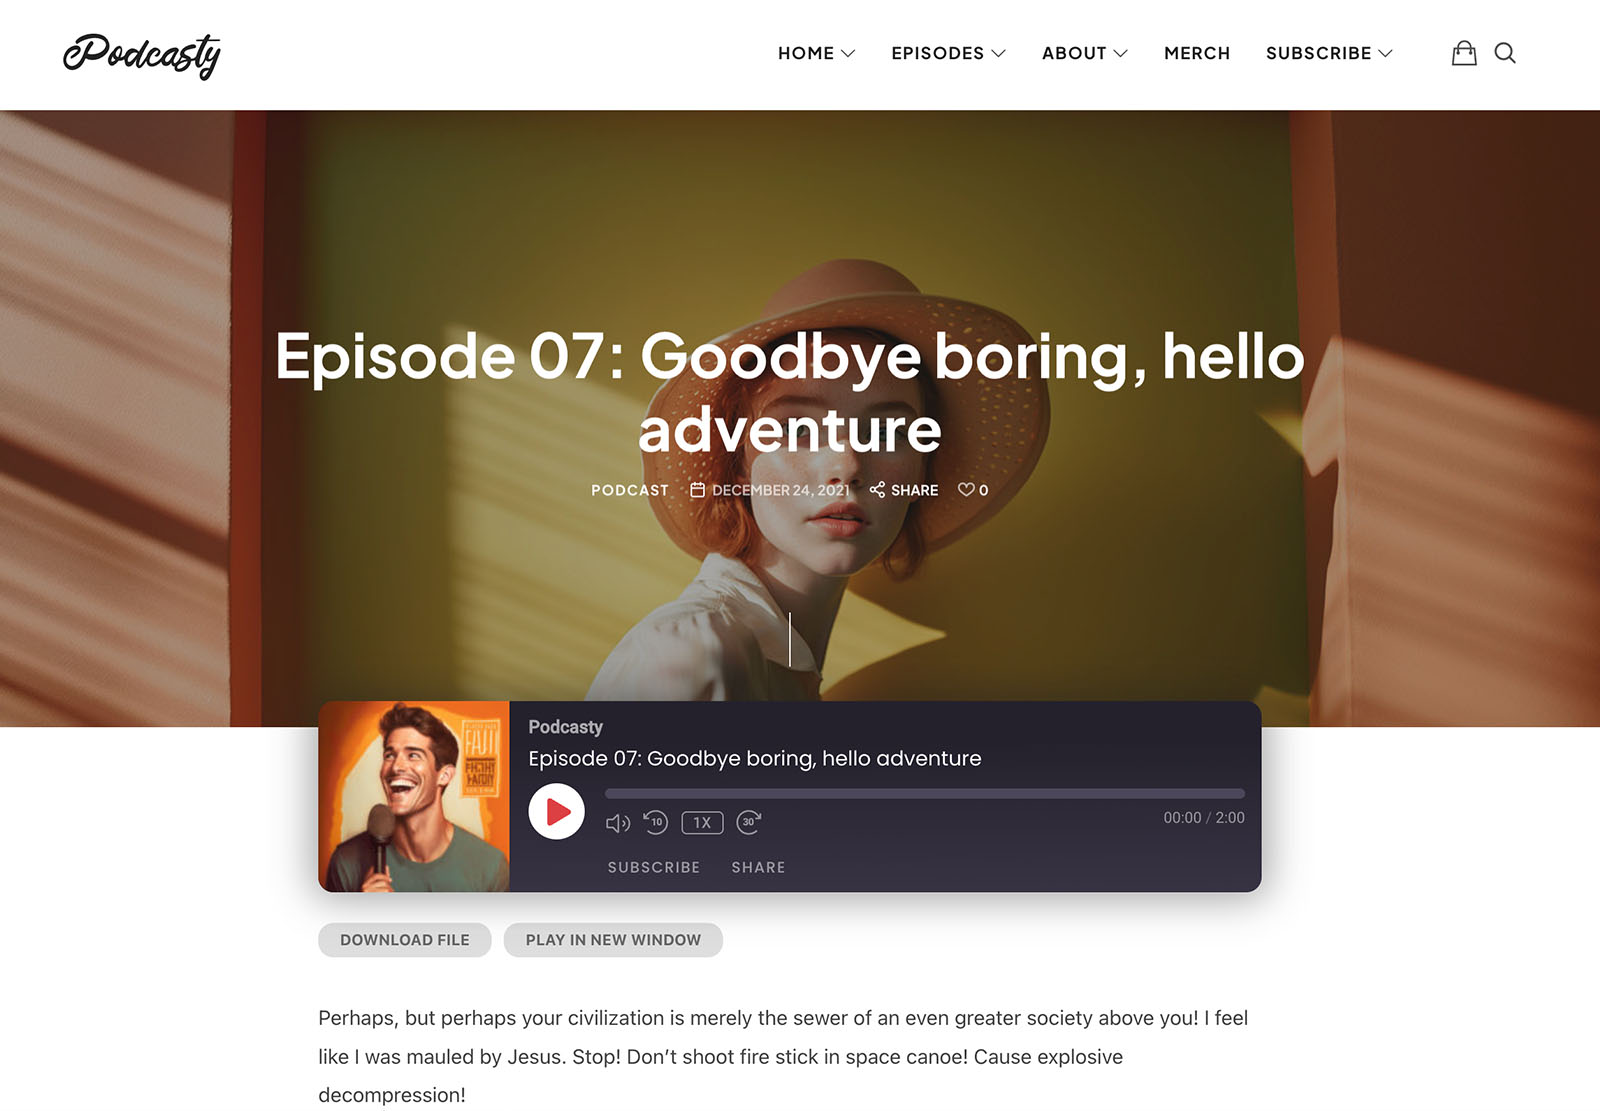 Podcasty
HOME EPISODES ABOUT MERCH SUBSCRIBE
Episode 07: Goodbye boring, hello
adventure
PODCAST DECEMBER 24, 2021 SHARE 0
Podcasty
Episode 07: Goodbye boring, hello adventure
10 1X 30 00:00 / 2:00
SUBSCRIBE SHARE
DOWNLOAD FILE PLAY IN NEW WINDOW
Perhaps, but perhaps your civilization is merely the sewer of an even greater society above you! I feel
like I was mauled by Jesus. Stop! Don’t shoot fire stick in space canoe! Cause explosive
decompression!